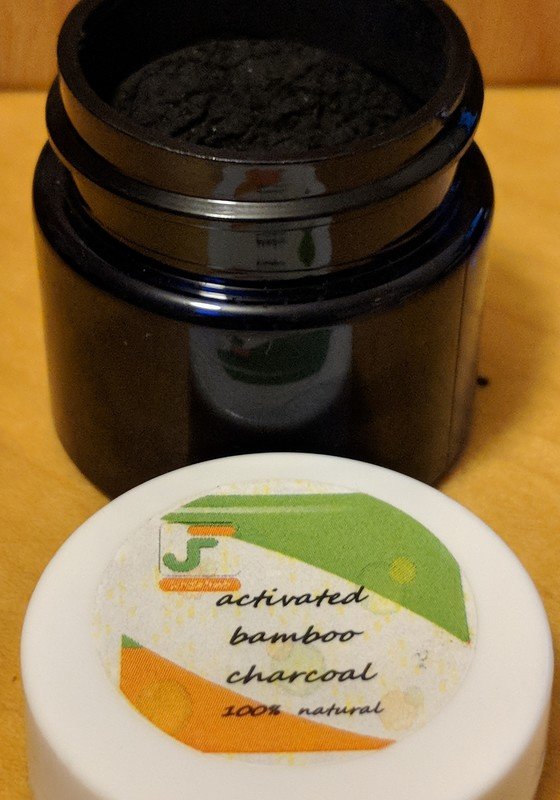 activated
bamboo
charcoal
100% natural